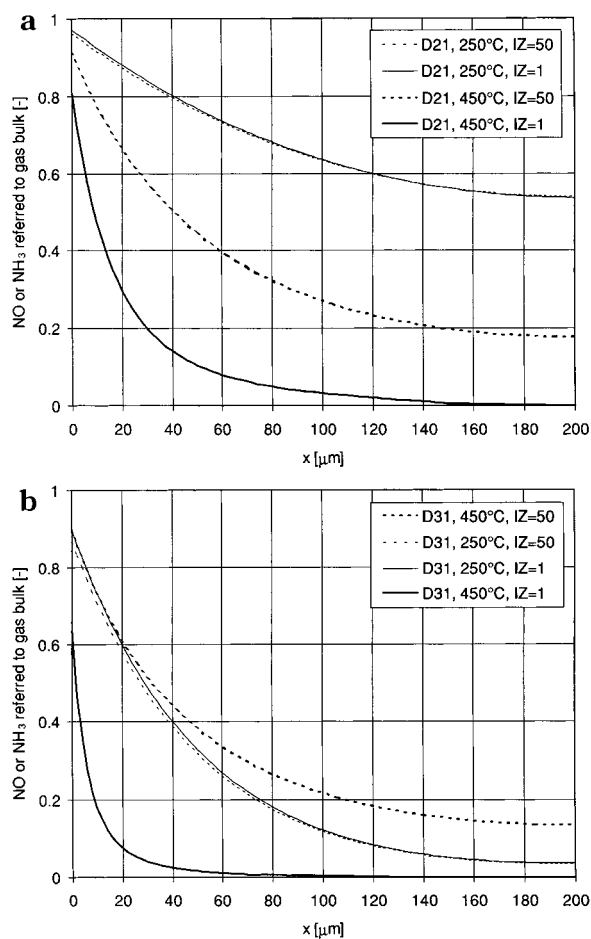 a
D21, 250°C, IZ=50
D21, 250°C, IZ=1
D21, 450°C, IZ=50
D21, 450°C, IZ=1
NO or NH₃ referred to gas bulk [-]
1
0.8
0.6
0.4
0.2
0
0 20 40 60 80 100 120 140 160 180 200
x [µm]
b
D31, 450°C, IZ=50
D31, 250°C, IZ=50
D31, 250°C, IZ=1
D31, 450°C, IZ=1
NO or NH₃ referred to gas bulk [-]
1
0.8
0.6
0.4
0.2
0
0 20 40 60 80 100 120 140 160 180 200
x [µm]